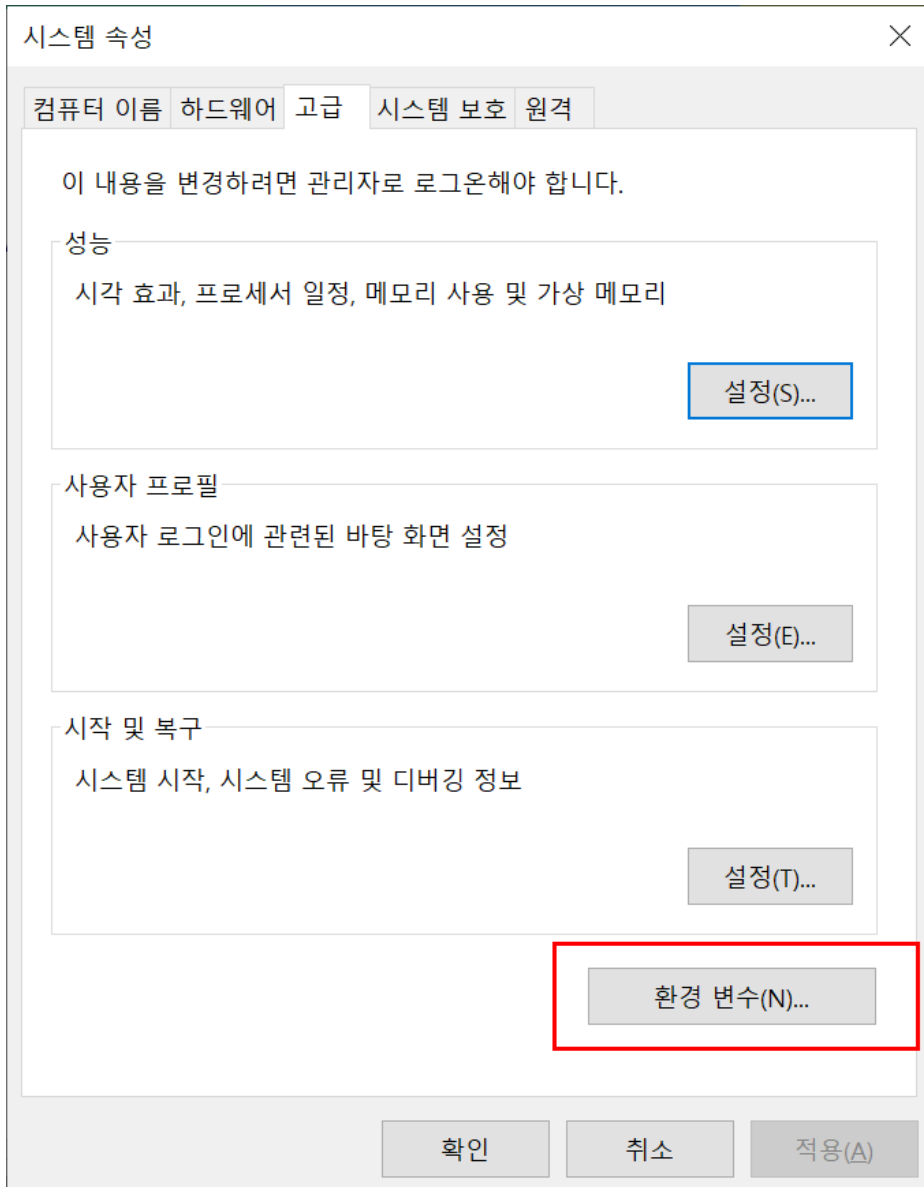 시스템 속성
컴퓨터 이름 하드웨어 고급 시스템 보호 원격
이 내용을 변경하려면 관리자로 로그온해야 합니다.
성능
시각 효과, 프로세서 일정, 메모리 사용 및 가상 메모리
설정(S)...
사용자 프로필
사용자 로그인에 관련된 바탕 화면 설정
설정(E)...
시작 및 복구
시스템 시작, 시스템 오류 및 디버깅 정보
설정(T)...
환경 변수(N)...
확인 취소 적용(A)